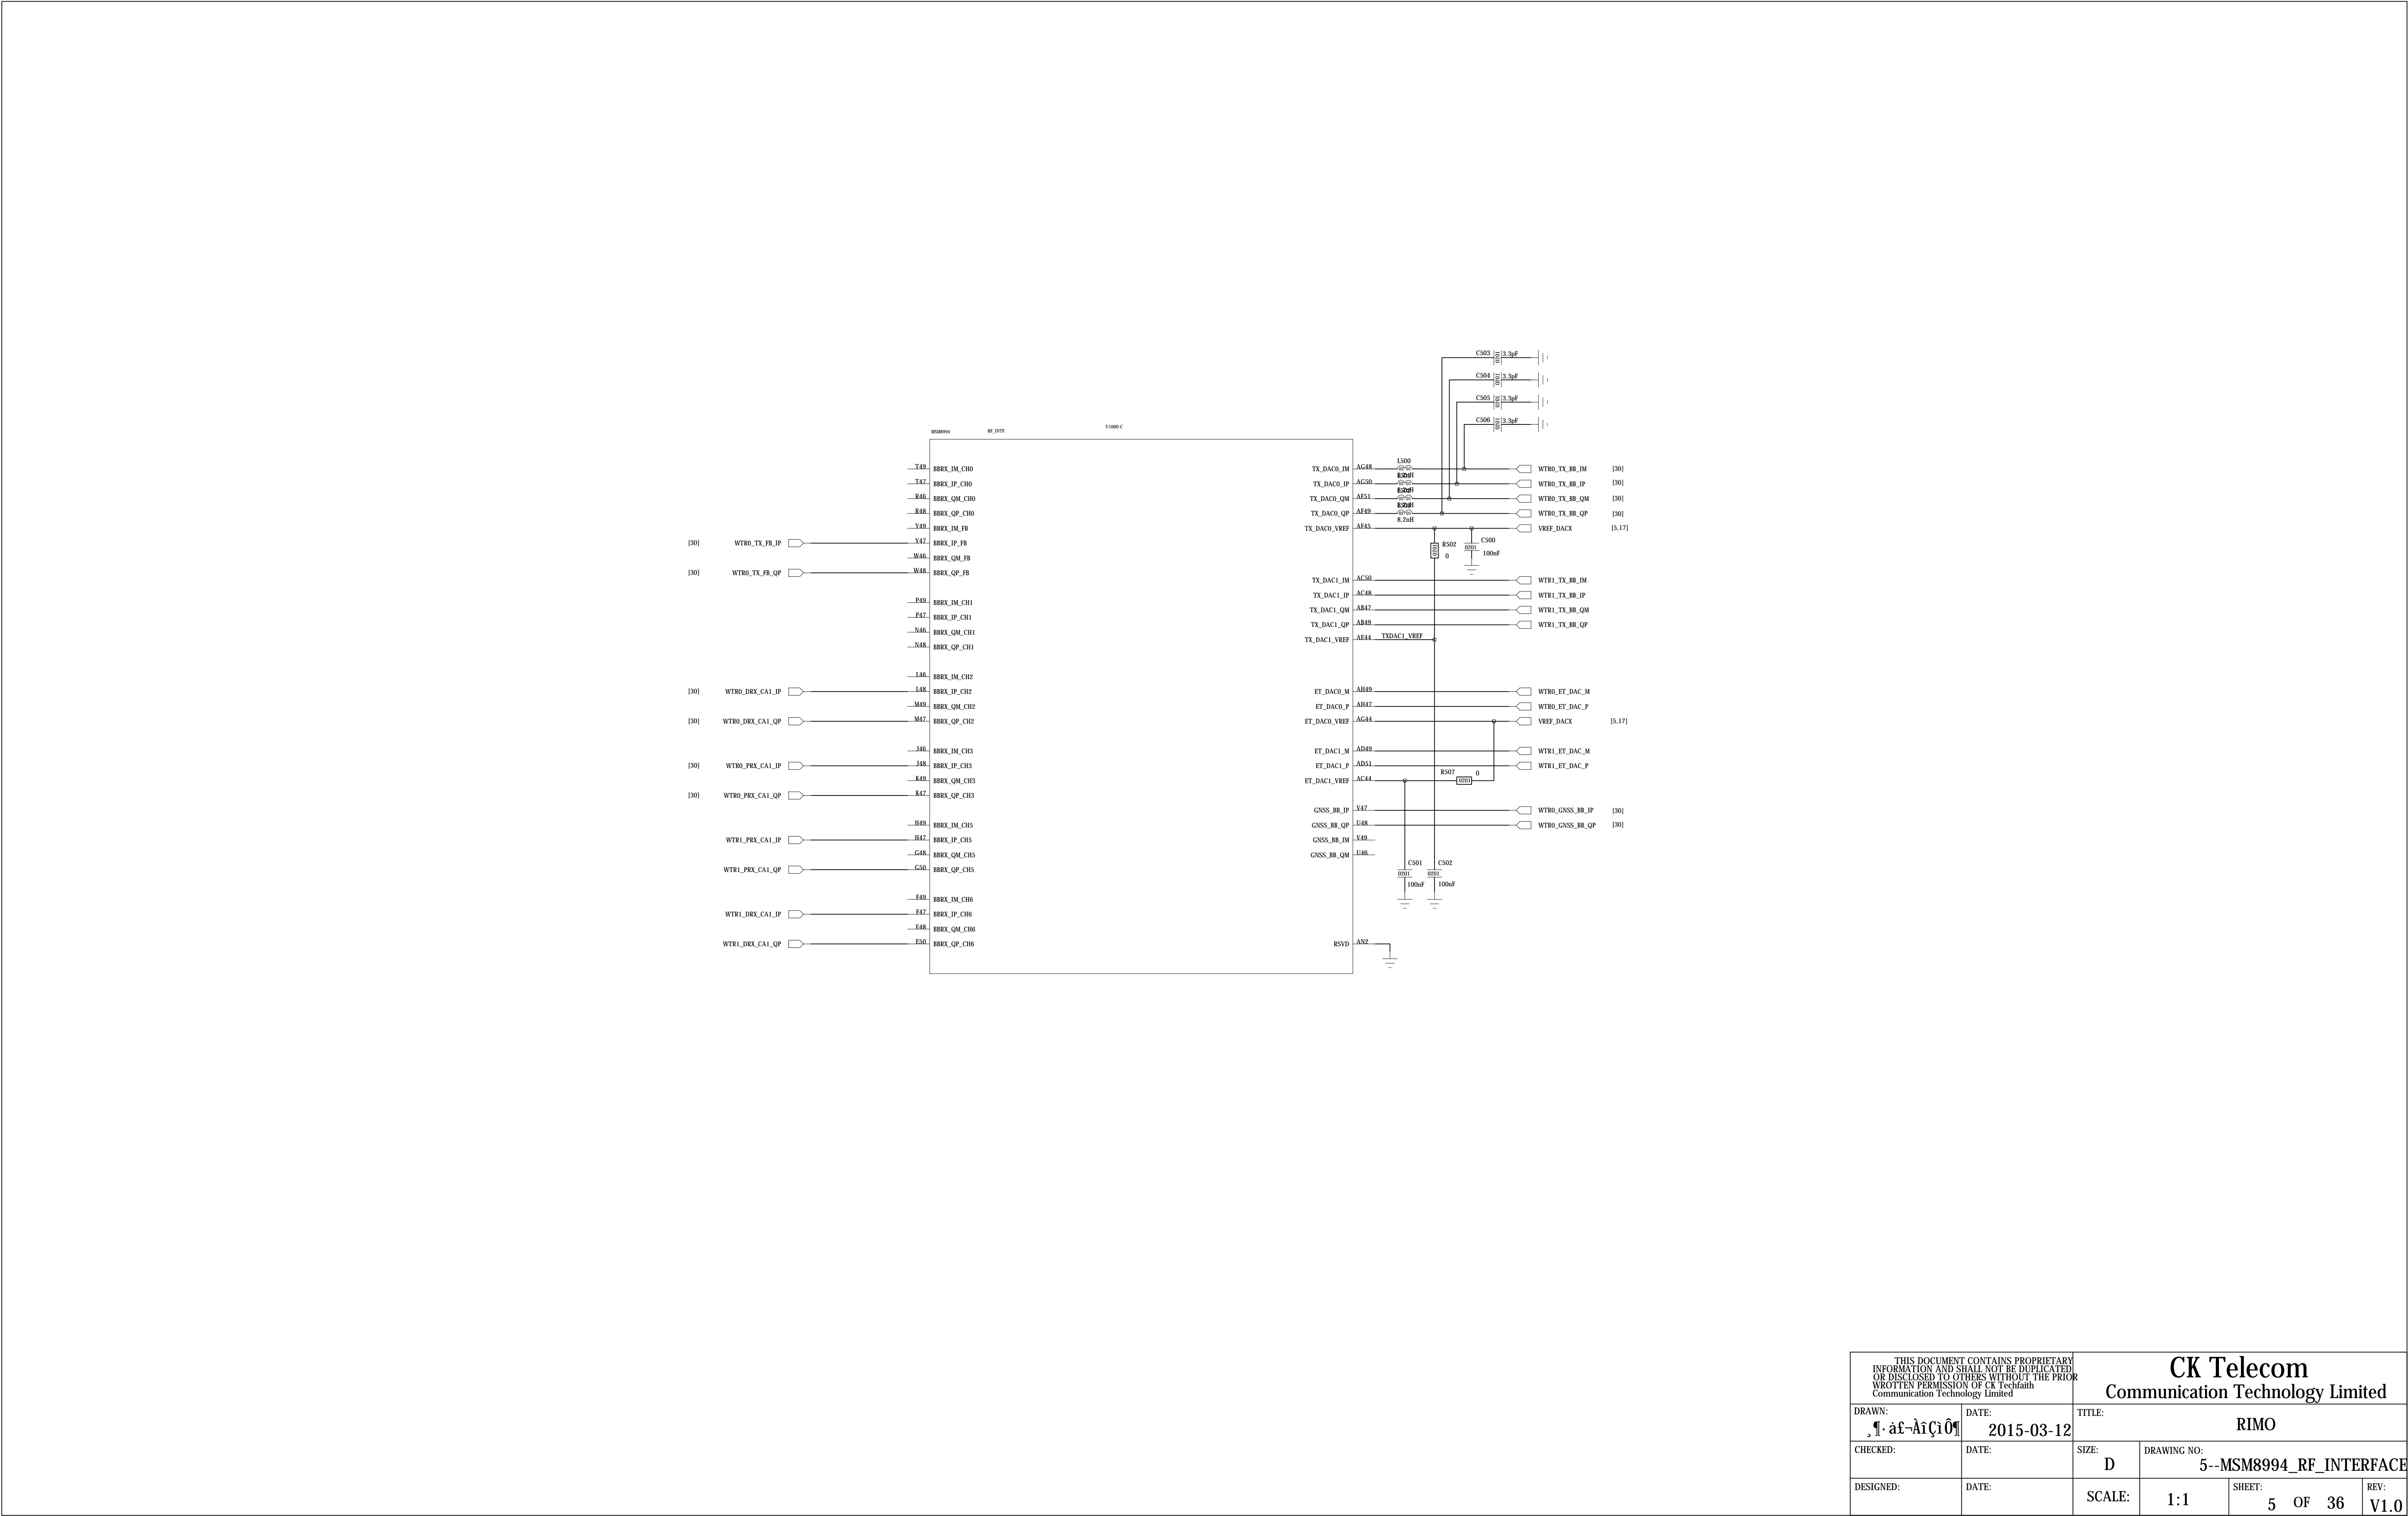 C503 0201 3.3pF
C504 0201 3.3pF
C505 0201 3.3pF
C506 0201 3.3pF
MSM8994 RF_INTF U1000-C
T49 BBRX_IM_CH0
T47 BBRX_IP_CH0
R46 BBRX_QM_CH0
R48 BBRX_QP_CH0
Y49 BBRX_IM_FB
[30] WTR0_TX_FB_IP Y47 BBRX_IP_FB
W46 BBRX_QM_FB
[30] WTR0_TX_FB_QP W48 BBRX_QP_FB
P49 BBRX_IM_CH1
P47 BBRX_IP_CH1
N46 BBRX_QM_CH1
N48 BBRX_QP_CH1
L46 BBRX_IM_CH2
[30] WTR0_DRX_CA1_IP L48 BBRX_IP_CH2
M49 BBRX_QM_CH2
[30] WTR0_DRX_CA1_QP M47 BBRX_QP_CH2
J46 BBRX_IM_CH3
[30] WTR0_PRX_CA1_IP J48 BBRX_IP_CH3
K49 BBRX_QM_CH3
[30] WTR0_PRX_CA1_QP K47 BBRX_QP_CH3
H49 BBRX_IM_CH5
WTR1_PRX_CA1_IP H47 BBRX_IP_CH5
G48 BBRX_QM_CH5
WTR1_PRX_CA1_QP G50 BBRX_QP_CH5
F49 BBRX_IM_CH6
WTR1_DRX_CA1_IP F47 BBRX_IP_CH6
E48 BBRX_QM_CH6
WTR1_DRX_CA1_QP E50 BBRX_QP_CH6
L500
TX_DAC0_IM AG48 WTR0_TX_BB_IM [30]
TX_DAC0_IP AG50 WTR0_TX_BB_IP [30]
TX_DAC0_QM AF51 WTR0_TX_BB_QM [30]
TX_DAC0_QP AF49 WTR0_TX_BB_QP [30]
8.2nH
TX_DAC0_VREF AF45 VREF_DACX [5,17]
0201 R502 0
C500 0201 100nF
TX_DAC1_IM AC50 WTR1_TX_BB_IM
TX_DAC1_IP AC48 WTR1_TX_BB_IP
TX_DAC1_QM AB47 WTR1_TX_BB_QM
TX_DAC1_QP AB49 WTR1_TX_BB_QP
TX_DAC1_VREF AE44 TXDAC1_VREF
ET_DAC0_M AH49 WTR0_ET_DAC_M
ET_DAC0_P AH47 WTR0_ET_DAC_P
ET_DAC0_VREF AG44 VREF_DACX [5,17]
ET_DAC1_M AD49 WTR1_ET_DAC_M
ET_DAC1_P AD51 WTR1_ET_DAC_P
R507 0
ET_DAC1_VREF AC44 0201
GNSS_BB_IP V47 WTR0_GNSS_BB_IP [30]
GNSS_BB_QP U48 WTR0_GNSS_BB_QP [30]
GNSS_BB_IM V49
GNSS_BB_QM U46
C501 C502
0201 0201
100nF 100nF
RSVD AN2
THIS DOCUMENT CONTAINS PROPRIETARY
INFORMATION AND SHALL NOT BE DUPLICATED
OR DISCLOSED TO OTHERS WITHOUT THE PRIOR
WROTTEN PERMISSION OF CK Techfaith
Communication Technology Limited
CK Telecom
Communication Technology Limited
DRAWN: ¸¶·á£¬ÀîÇìÔ¶
DATE: 2015-03-12
TITLE: RIMO
CHECKED:
DATE:
SIZE: D
DRAWING NO: 5--MSM8994_RF_INTERFACE
DESIGNED:
DATE:
SCALE: 1:1
SHEET: 5 OF 36
REV: V1.0